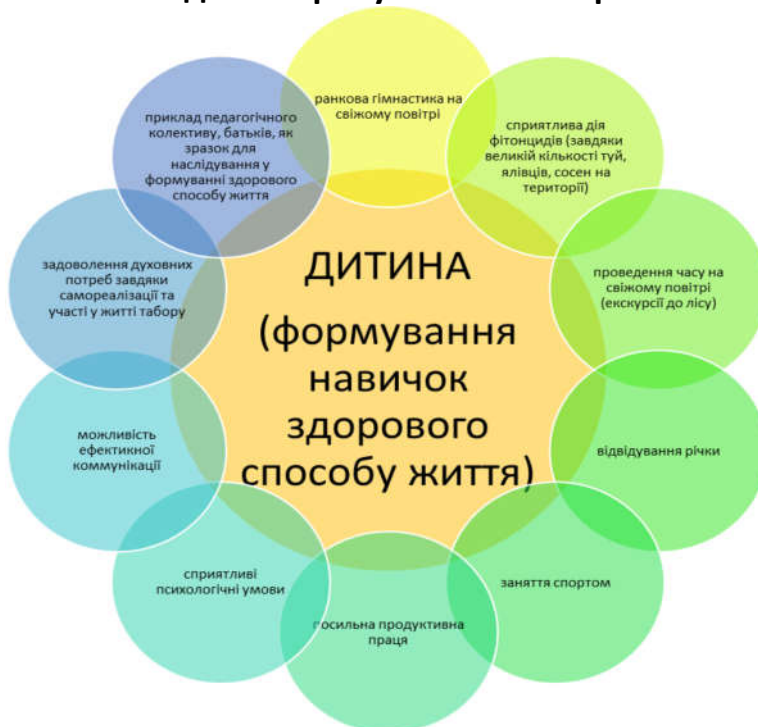 ранкова гімнастика на
свіжому повітрі
сприятлива дія
фітонцидів (завдяки
великій кількості туй,
ялівців, сосен на
території)
проведення часу на
свіжому повітрі
(екскурсії до лісу)
відвідування річки
заняття спортом
посильна продуктивна
праця
сприятливі
психологічні умови
можливість
ефектикної
коммунікації
задоволення духовних
потреб завдяки
самореалізації та
участі у житті табору
приклад педагогічного
колективу, батьків, як
зразок для
наслідування у
формуванні здорового
способу життя
ДИТИНА
(формування
навичок
здорового
способу життя)